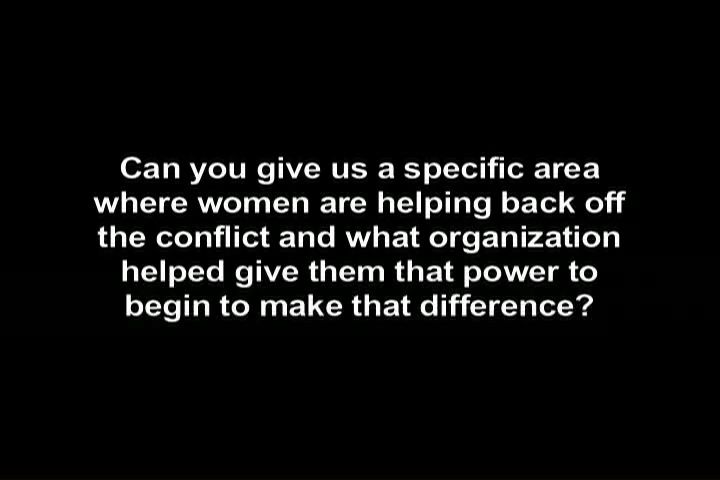 Can you give us a specific area
where women are helping back off
the conflict and what organization
helped give them that power to
begin to make that difference?